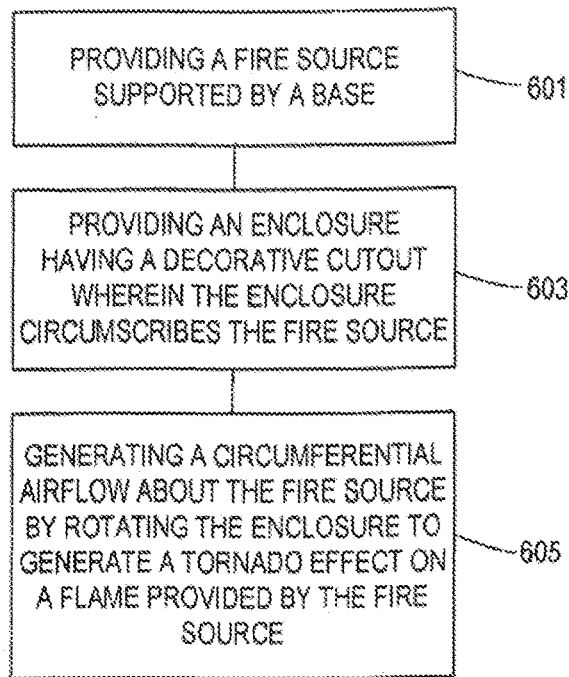 PROVIDING A FIRE SOURCE
SUPPORTED BY A BASE
601
PROVIDING AN ENCLOSURE
HAVING A DECORATIVE CUTOUT
WHEREIN THE ENCLOSURE
CIRCUMSCRIBES THE FIRE SOURCE
603
GENERATING A CIRCUMFERENTIAL
AIRFLOW ABOUT THE FIRE SOURCE
BY ROTATING THE ENCLOSURE TO
GENERATE A TORNADO EFFECT ON
A FLAME PROVIDED BY THE FIRE
SOURCE
605